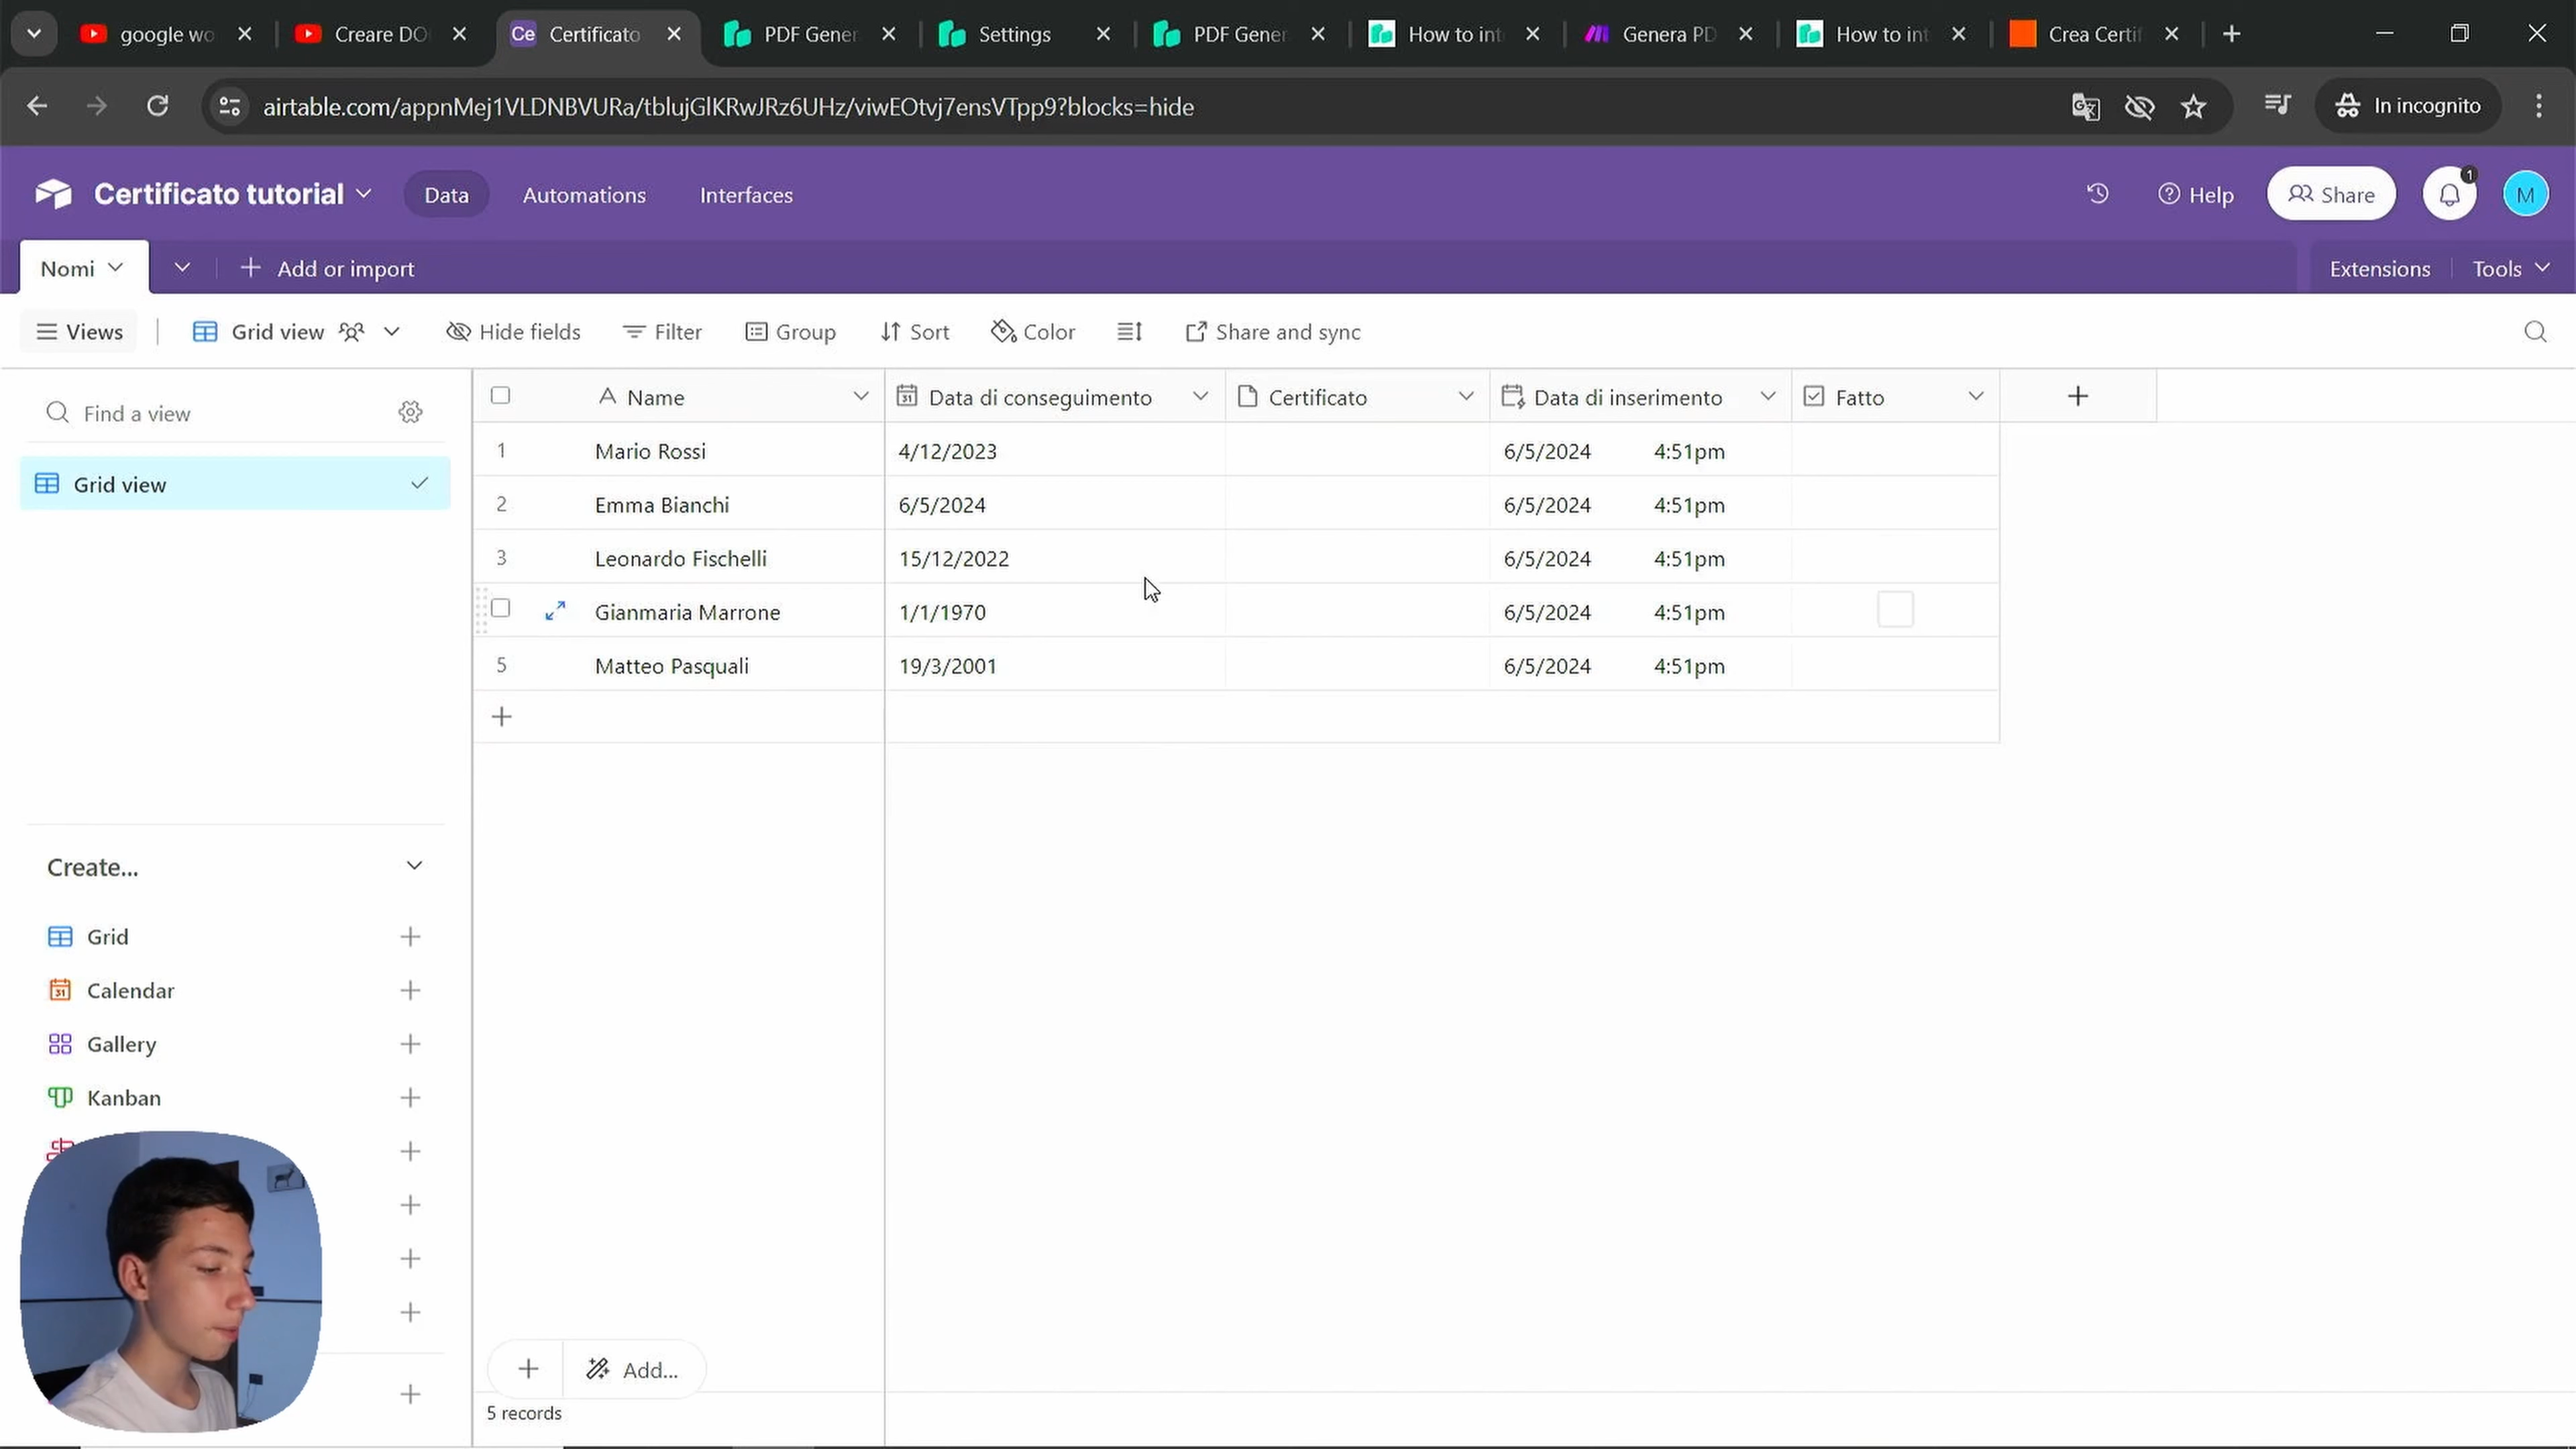 google wo
Creare DO
Certificato
PDF Gener
Settings
PDF Gener
How to int
Genera PD
How to int
Crea Certif
airtable.com/appnMej1VLDNBVURa/tblujGlKRwJRz6UHz/viwEOtvj7ensVTpp9?blocks=hide
In incognito
Certificato tutorial
Data
Automations
Interfaces
Help
Share
1
M
Nomi
Add or import
Extensions
Tools
Views
Grid view
Hide fields
Filter
Group
Sort
Color
Share and sync
Find a view
Grid view
Name Data di conseguimento Certificato Data di inserimento Fatto
1 Mario Rossi 4/12/2023 6/5/2024 4:51pm
2 Emma Bianchi 6/5/2024 6/5/2024 4:51pm
3 Leonardo Fischelli 15/12/2022 6/5/2024 4:51pm
Gianmaria Marrone 1/1/1970 6/5/2024 4:51pm
5 Matteo Pasquali 19/3/2001 6/5/2024 4:51pm
Create...
Grid
Calendar
Gallery
Kanban
Add...
5 records